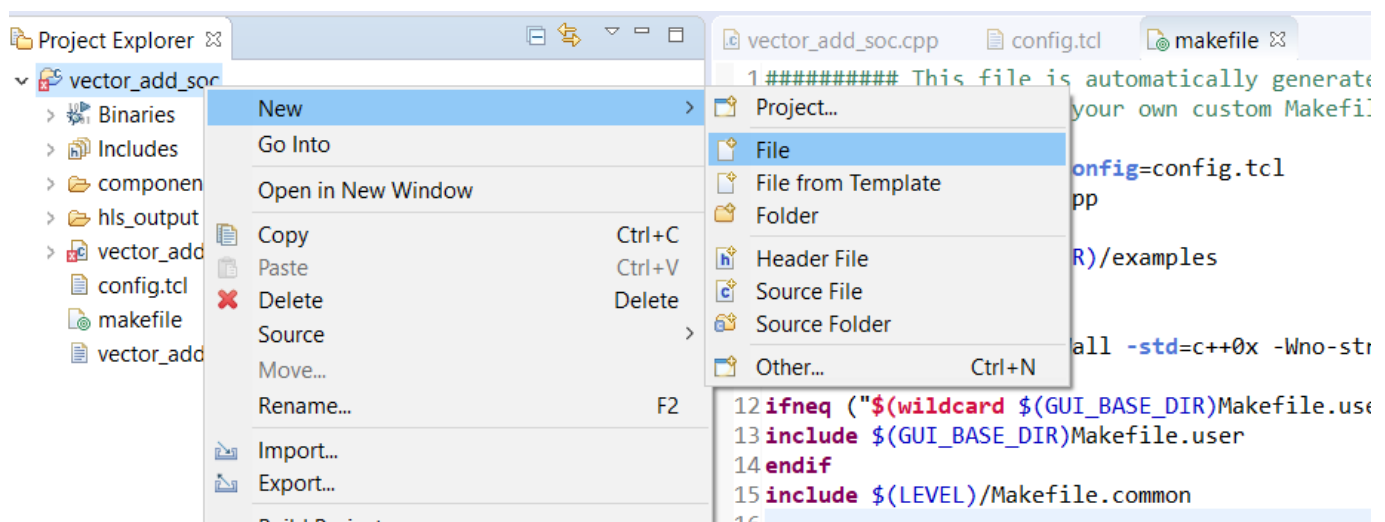 Project Explorer
vector_add_soc
Binaries
Includes
componen
hls_output
vector_add
config.tcl
makefile
vector_add
New
Go Into
Open in New Window
Copy Ctrl+C
Paste Ctrl+V
Delete Delete
Source
Move...
Rename... F2
Import...
Export...
Project...
File
File from Template
Folder
Header File
Source File
Source Folder
Other... Ctrl+N
vector_add_soc.cpp config.tcl makefile
1 ########## This file is automatically generate
your own custom Makefil
onfig=config.tcl
pp
R)/examples
all -std=c++0x -Wno-str
12 ifneq ("$(wildcard $(GUI_BASE_DIR)Makefile.use
13 include $(GUI_BASE_DIR)Makefile.user
14 endif
15 include $(LEVEL)/Makefile.common